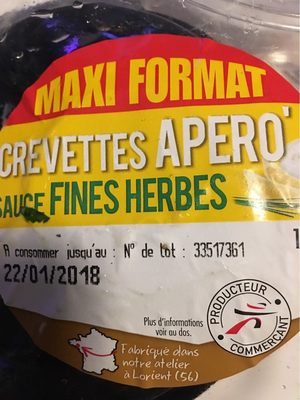 MAXI FORMAT
CREVETTES APERO'
SAUCE FINES HERBES
A consommer jusqu'au : N° de lot : 33517361
22/01/2018
Plus d'informations
voir au dos.
PRODUCTEUR
COMMERÇANT
Fabriqué dans
notre atelier
à Lorient (56)